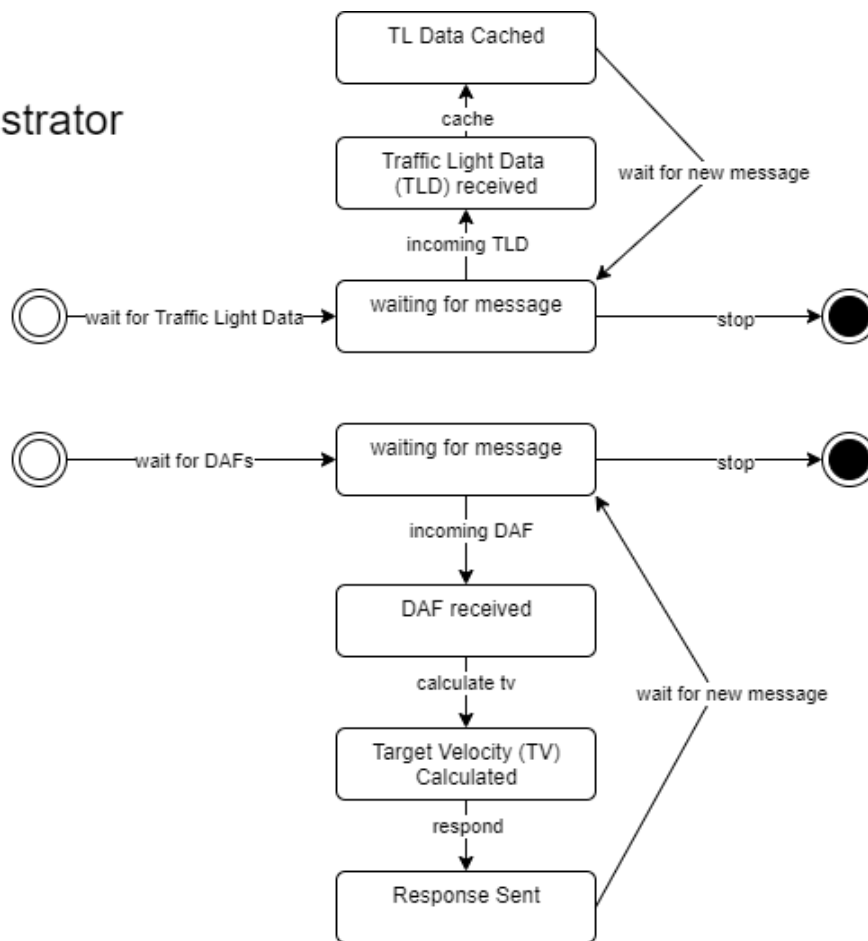 TL Data Cached
strator
cache
Traffic Light Data
(TLD) received
wait for new message
incoming TLD
wait for Traffic Light Data
waiting for message
stop
wait for DAFs
waiting for message
stop
incoming DAF
DAF received
calculate tv
wait for new message
Target Velocity (TV)
Calculated
respond
Response Sent